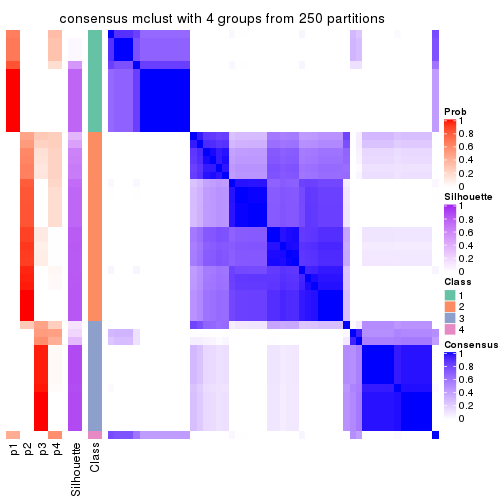 consensus mclust with 4 groups from 250 partitions
Prob
1
0.8
0.6
0.4
0.2
0
Silhouette
1
0.8
0.6
0.4
0.2
0
Class
1
2
3
4
Consensus
1
0.8
0.6
0.4
0.2
0
p1
p2
p3
p4
Silhouette
Class